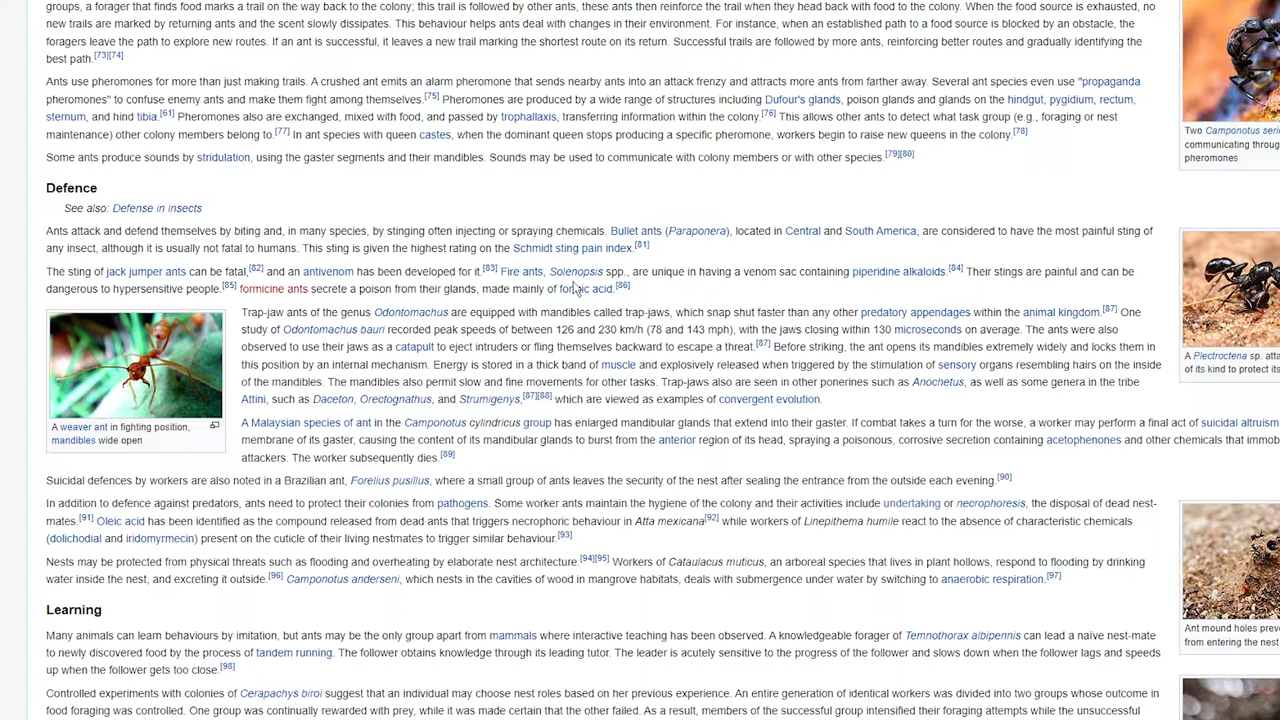 groups, a forager that finds food marks a trail on the way back to the colony; this trail is followed by other ants, these ants then reinforce the trail when they head back with food to the colony. When the food source is exhausted, no
new trails are marked by returning ants and the scent slowly dissipates. This behaviour helps ants deal with changes in their environment. For instance, when an established path to a food source is blocked by an obstacle, the
foragers leave the path to explore new routes. If an ant is successful, it leaves a new trail marking the shortest route on its return. Successful trails are followed by more ants, reinforcing better routes and gradually identifying the
best path.[73][74]
Ants use pheromones for more than just making trails. A crushed ant emits an alarm pheromone that sends nearby ants into an attack frenzy and attracts more ants from farther away. Several ant species even use "propaganda
pheromones" to confuse enemy ants and make them fight among themselves.[75] Pheromones are produced by a wide range of structures including Dufour's glands, poison glands and glands on the hindgut, pygidium, rectum,
sternum, and hind tibia.[61] Pheromones also are exchanged, mixed with food, and passed by trophallaxis, transferring information within the colony.[76] This allows other ants to detect what task group (e.g., foraging or nest
maintenance) other colony members belong to.[77] In ant species with queen castes, when the dominant queen stops producing a specific pheromone, workers begin to raise new queens in the colony.[78]
Some ants produce sounds by stridulation, using the gaster segments and their mandibles. Sounds may be used to communicate with colony members or with other species.[79][80]
Two Camponotus seri
communicating throug
pheromones
Defence
See also: Defense in insects
Ants attack and defend themselves by biting and, in many species, by stinging often injecting or spraying chemicals. Bullet ants (Paraponera), located in Central and South America, are considered to have the most painful sting of
any insect, although it is usually not fatal to humans. This sting is given the highest rating on the Schmidt sting pain index.[81]
The sting of jack jumper ants can be fatal,[82] and an antivenom has been developed for it.[83] Fire ants, Solenopsis spp., are unique in having a venom sac containing piperidine alkaloids.[84] Their stings are painful and can be
dangerous to hypersensitive people.[85] formicine ants secrete a poison from their glands, made mainly of formic acid.[86]
Trap-jaw ants of the genus Odontomachus are equipped with mandibles called trap-jaws, which snap shut faster than any other predatory appendages within the animal kingdom.[87] One
study of Odontomachus bauri recorded peak speeds of between 126 and 230 km/h (78 and 143 mph), with the jaws closing within 130 microseconds on average. The ants were also
observed to use their jaws as a catapult to eject intruders or fling themselves backward to escape a threat.[87] Before striking, the ant opens its mandibles extremely widely and locks them in
this position by an internal mechanism. Energy is stored in a thick band of muscle and explosively released when triggered by the stimulation of sensory organs resembling hairs on the inside
of the mandibles. The mandibles also permit slow and fine movements for other tasks. Trap-jaws also are seen in other ponerines such as Anochetus, as well as some genera in the tribe
Attini, such as Daceton, Orectognathus, and Strumigenys,[87][88] which are viewed as examples of convergent evolution.
A weaver ant in fighting position,
mandibles wide open
A Plectroctena sp. atta
of its kind to protect its
A Malaysian species of ant in the Camponotus cylindricus group has enlarged mandibular glands that extend into their gaster. If combat takes a turn for the worse, a worker may perform a final act of suicidal altruism
membrane of its gaster, causing the content of its mandibular glands to burst from the anterior region of its head, spraying a poisonous, corrosive secretion containing acetophenones and other chemicals that immob
attackers. The worker subsequently dies.[89]
Suicidal defences by workers are also noted in a Brazilian ant, Forelius pusillus, where a small group of ants leaves the security of the nest after sealing the entrance from the outside each evening.[90]
In addition to defence against predators, ants need to protect their colonies from pathogens. Some worker ants maintain the hygiene of the colony and their activities include undertaking or necrophoresis, the disposal of dead nest-
mates.[91] Oleic acid has been identified as the compound released from dead ants that triggers necrophoric behaviour in Atta mexicana[92] while workers of Linepithema humile react to the absence of characteristic chemicals
(dolichodial and iridomyrmecin) present on the cuticle of their living nestmates to trigger similar behaviour.[93]
Nests may be protected from physical threats such as flooding and overheating by elaborate nest architecture.[94][95] Workers of Cataulacus muticus, an arboreal species that lives in plant hollows, respond to flooding by drinking
water inside the nest, and excreting it outside.[96] Camponotus anderseni, which nests in the cavities of wood in mangrove habitats, deals with submergence under water by switching to anaerobic respiration.[97]
Ant mound holes preve
from entering the nest
Learning
Many animals can learn behaviours by imitation, but ants may be the only group apart from mammals where interactive teaching has been observed. A knowledgeable forager of Temnothorax albipennis can lead a naïve nest-mate
to newly discovered food by the process of tandem running. The follower obtains knowledge through its leading tutor. The leader is acutely sensitive to the progress of the follower and slows down when the follower lags and speeds
up when the follower gets too close.[98]
Controlled experiments with colonies of Cerapachys biroi suggest that an individual may choose nest roles based on her previous experience. An entire generation of identical workers was divided into two groups whose outcome in
food foraging was controlled. One group was continually rewarded with prey, while it was made certain that the other failed. As a result, members of the successful group intensified their foraging attempts while the unsuccessful